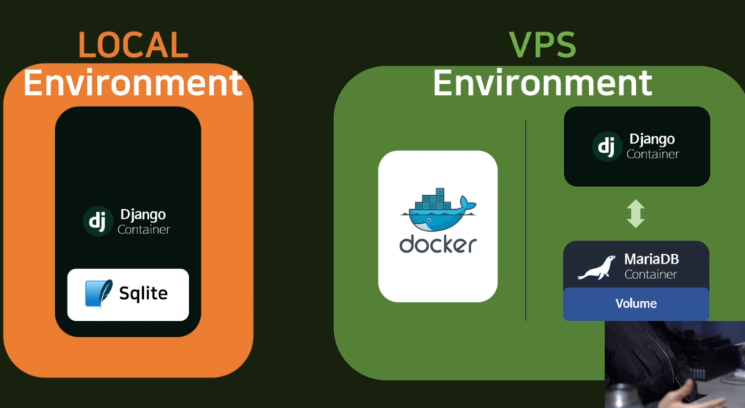 LOCAL
Environment
dj Django
Container
Sqlite
VPS
Environment
docker
dj Django
Container
MariaDB
Container
Volume